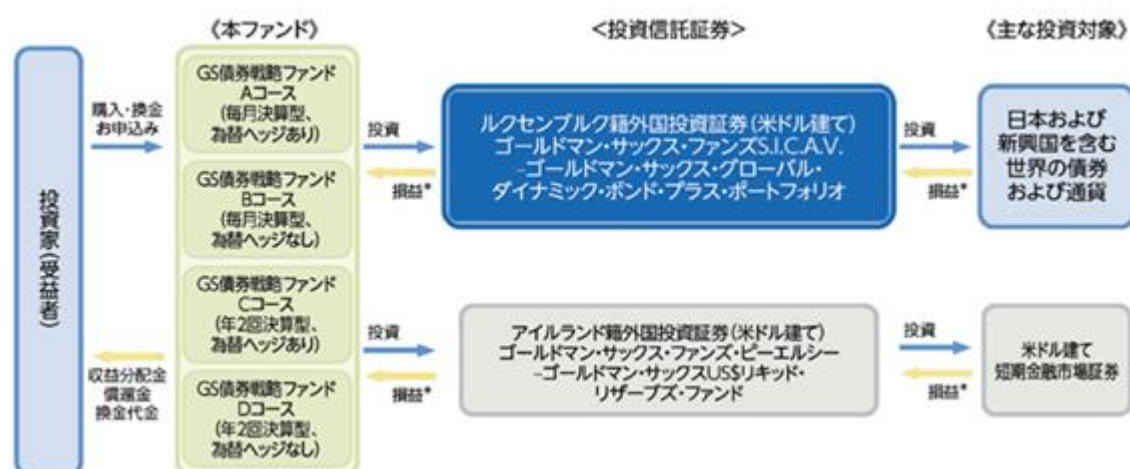 《本ファンド》
<投資信託証券>
《主な投資対象》
投資家(受益者)
購入・換金
お申込み
収益分配金
償還金
換金代金
GS債券戦略ファンド
Aコース
(毎月決算型、
為替ヘッジあり)
GS債券戦略ファンド
Bコース
(毎月決算型、
為替ヘッジなし)
GS債券戦略ファンド
Cコース
(年2回決算型、
為替ヘッジあり)
GS債券戦略ファンド
Dコース
(年2回決算型、
為替ヘッジなし)
投資
損益*
ルクセンブルク籍外国投資証券(米ドル建て)
ゴールドマン・サックス・ファンズS.I.C.A.V.
-ゴールドマン・サックス・グローバル・
ダイナミック・ボンド・プラス・ポートフォリオ
投資
損益*
日本および
新興国を含む
世界の債券
および通貨
投資
損益*
アイルランド籍外国投資証券(米ドル建て)
ゴールドマン・サックス・ファンズ・ピーエルシー
-ゴールドマン・サックスUS$リキッド・
リザーブズ・ファンド
投資
損益*
米ドル建て
短期金融市場証券